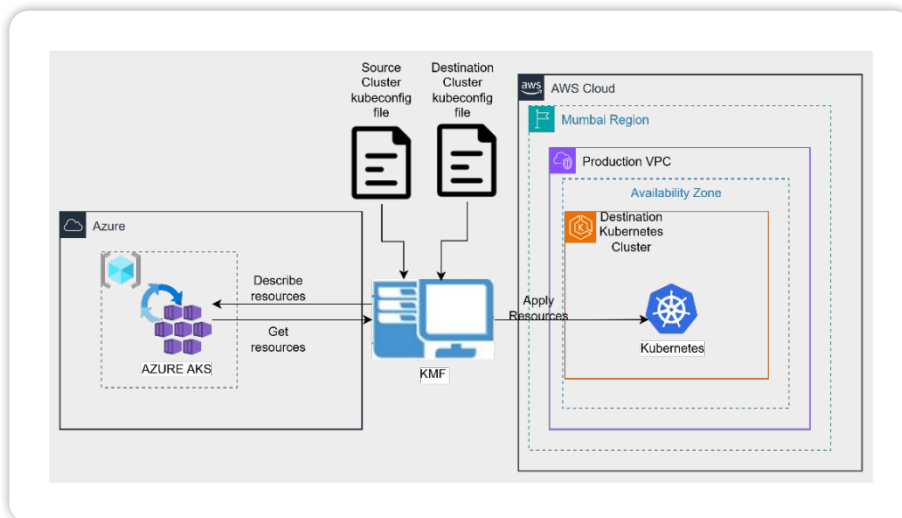 Source
Cluster
kubeconfig
file
Destination
Cluster
kubeconfig
file
aws
AWS Cloud
Mumbai Region
Production VPC
Availability Zone
Destination
Kubernetes
Cluster
Azure
Describe
resources
Get
resources
AZURE AKS
KMF
Apply
Resources
K
Kubernetes